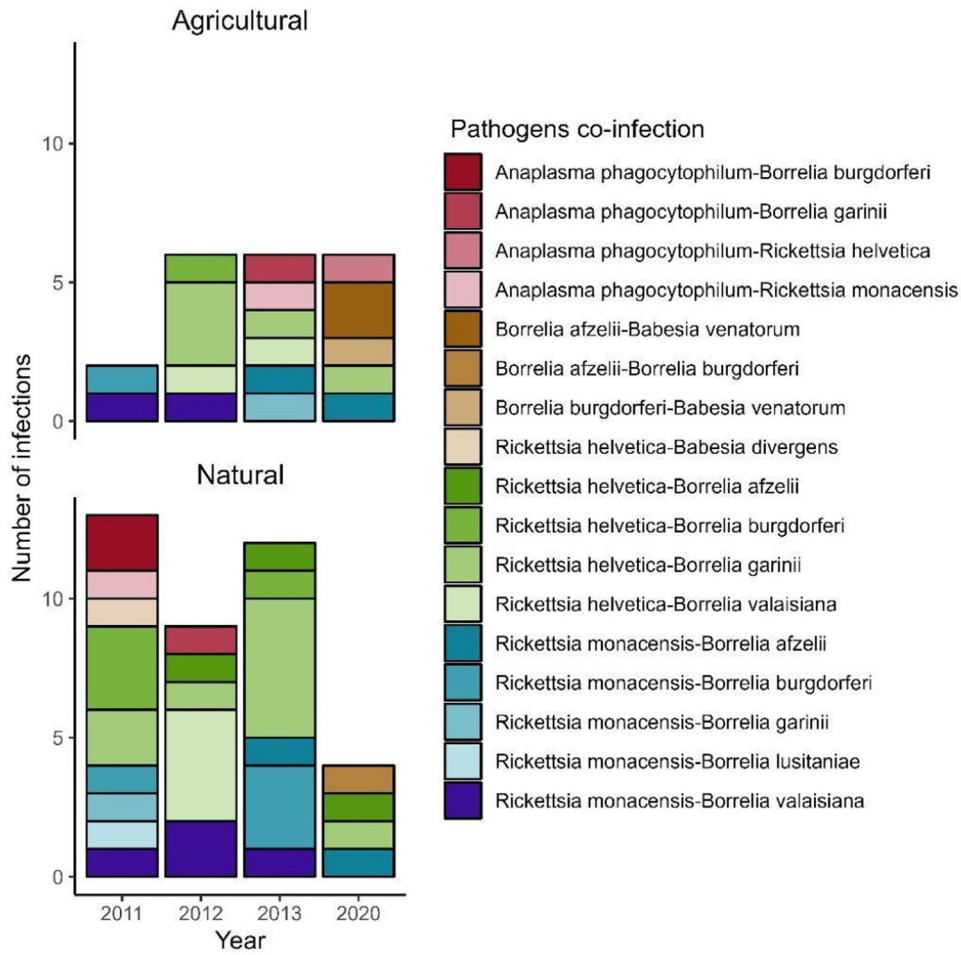 Agricultural
10
5
0
Natural
10
5
0
2011 2012 2013 2020
Year
Number of infections
Pathogens co-infection
Anaplasma phagocytophilum-Borrelia burgdorferi
Anaplasma phagocytophilum-Borrelia garinii
Anaplasma phagocytophilum-Rickettsia helvetica
Anaplasma phagocytophilum-Rickettsia monacensis
Borrelia afzelii-Babesia venatorum
Borrelia afzelii-Borrelia burgdorferi
Borrelia burgdorferi-Babesia venatorum
Rickettsia helvetica-Babesia divergens
Rickettsia helvetica-Borrelia afzelii
Rickettsia helvetica-Borrelia burgdorferi
Rickettsia helvetica-Borrelia garinii
Rickettsia helvetica-Borrelia valaisiana
Rickettsia monacensis-Borrelia afzelii
Rickettsia monacensis-Borrelia burgdorferi
Rickettsia monacensis-Borrelia garinii
Rickettsia monacensis-Borrelia lusitaniae
Rickettsia monacensis-Borrelia valaisiana